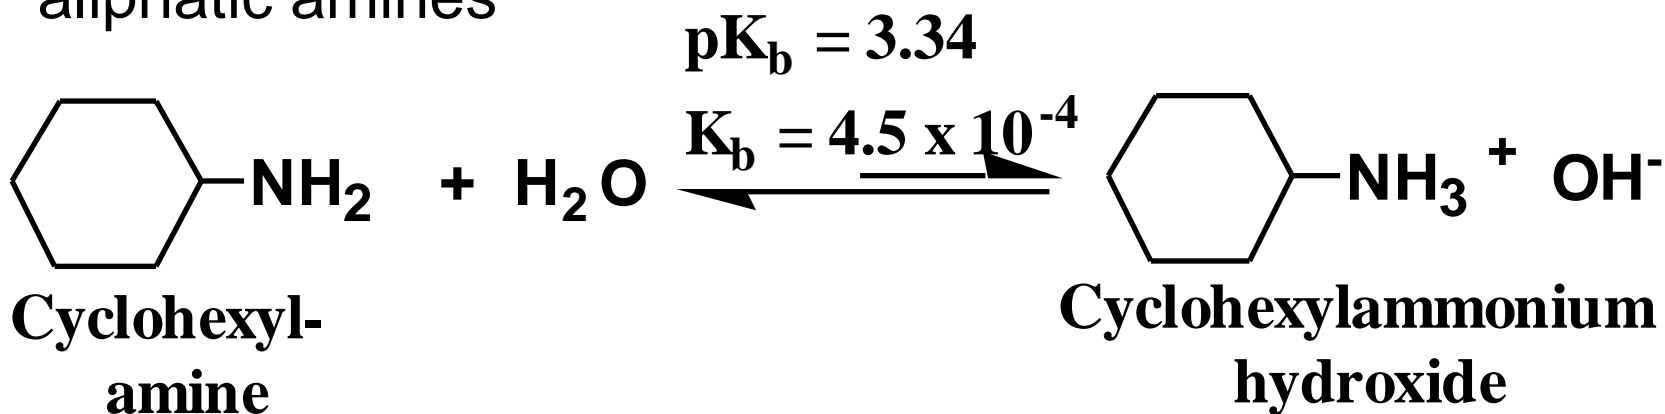 aliphatic amines
pKb = 3.34
Kb = 4.5 x 10-4
NH2 + H2O NH3+ OH-
Cyclohexyl-
amine
Cyclohexylammonium
hydroxide